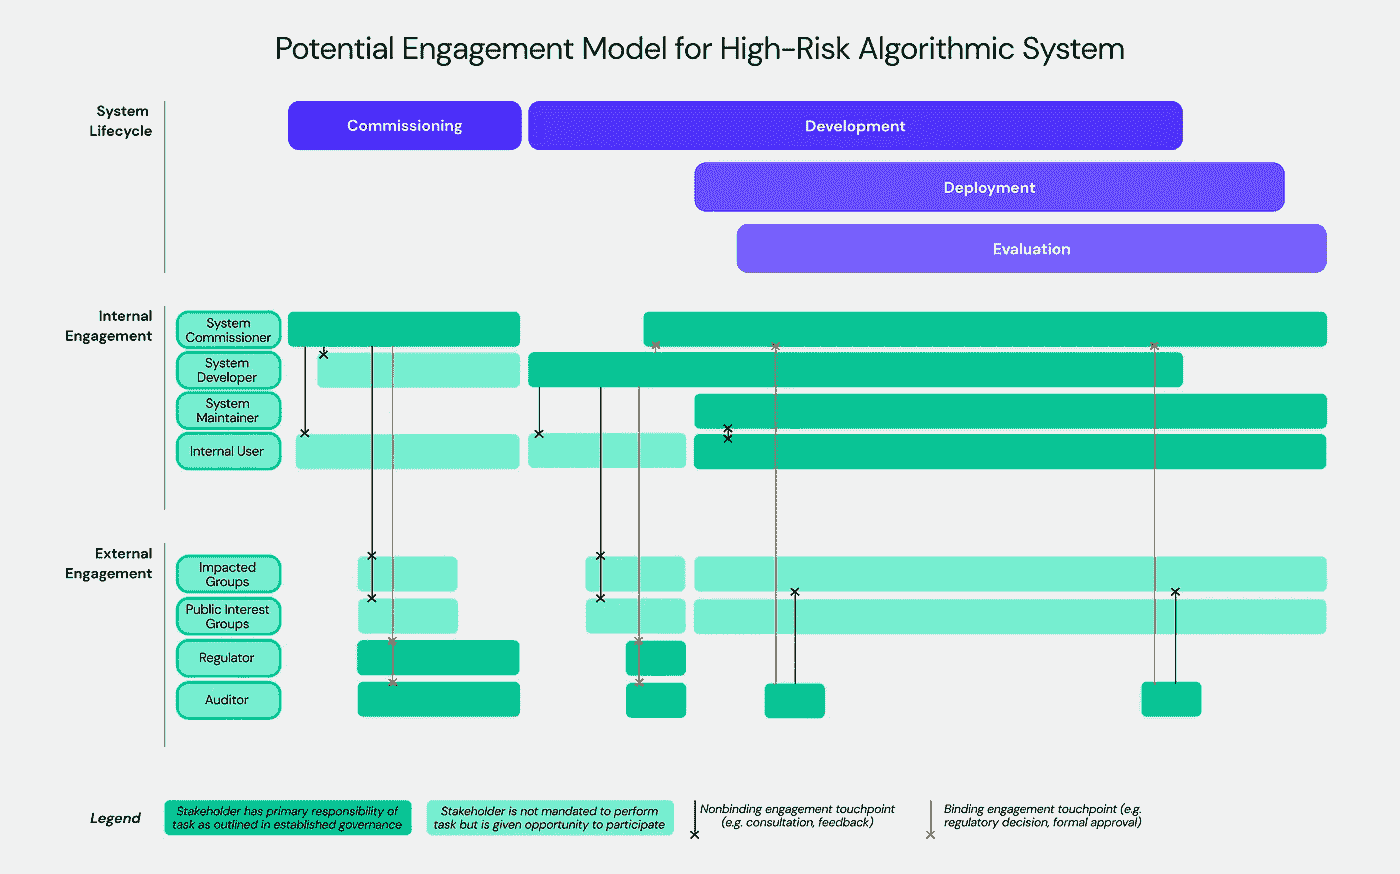 Potential Engagement Model for High-Risk Algorithmic System
System
Lifecycle
Commissioning
Development
Deployment
Evaluation
Internal
Engagement
System
Commissioner
System
Developer
System
Maintainer
Internal User
External
Engagement
Impacted
Groups
Public Interest
Groups
Regulator
Auditor
Legend
Stakeholder has primary responsibility of
task as outlined in established governance
Stakeholder is not mandated to perform
task but is given opportunity to participate
Nonbinding engagement touchpoint
(e.g. consultation, feedback)
Binding engagement touchpoint (e.g.
regulatory decision, formal approval)